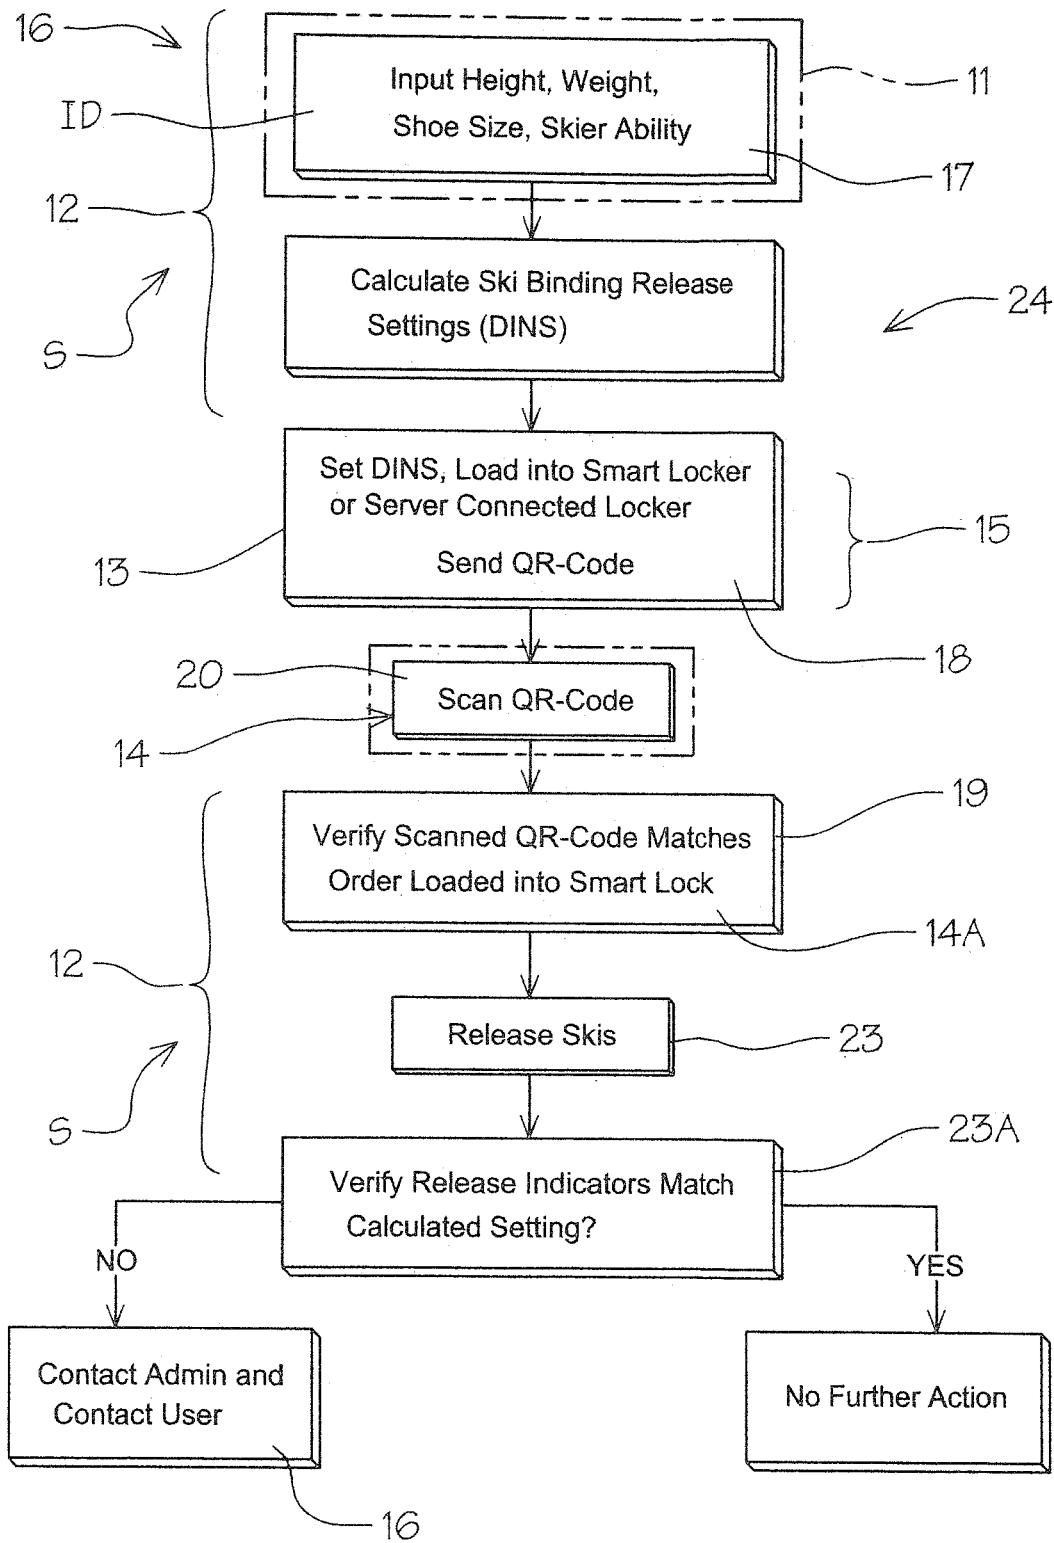 16
11
Input Height, Weight,
Shoe Size, Skier Ability
ID
17
12
Calculate Ski Binding Release
Settings (DINS)
24
S
Set DINS, Load into Smart Locker
or Server Connected Locker
Send QR-Code
15
13
18
20
Scan QR-Code
14
19
Verify Scanned QR-Code Matches
Order Loaded into Smart Lock
14A
12
Release Skis
23
S
23A
Verify Release Indicators Match
Calculated Setting?
NO
YES
Contact Admin and
Contact User
No Further Action
16